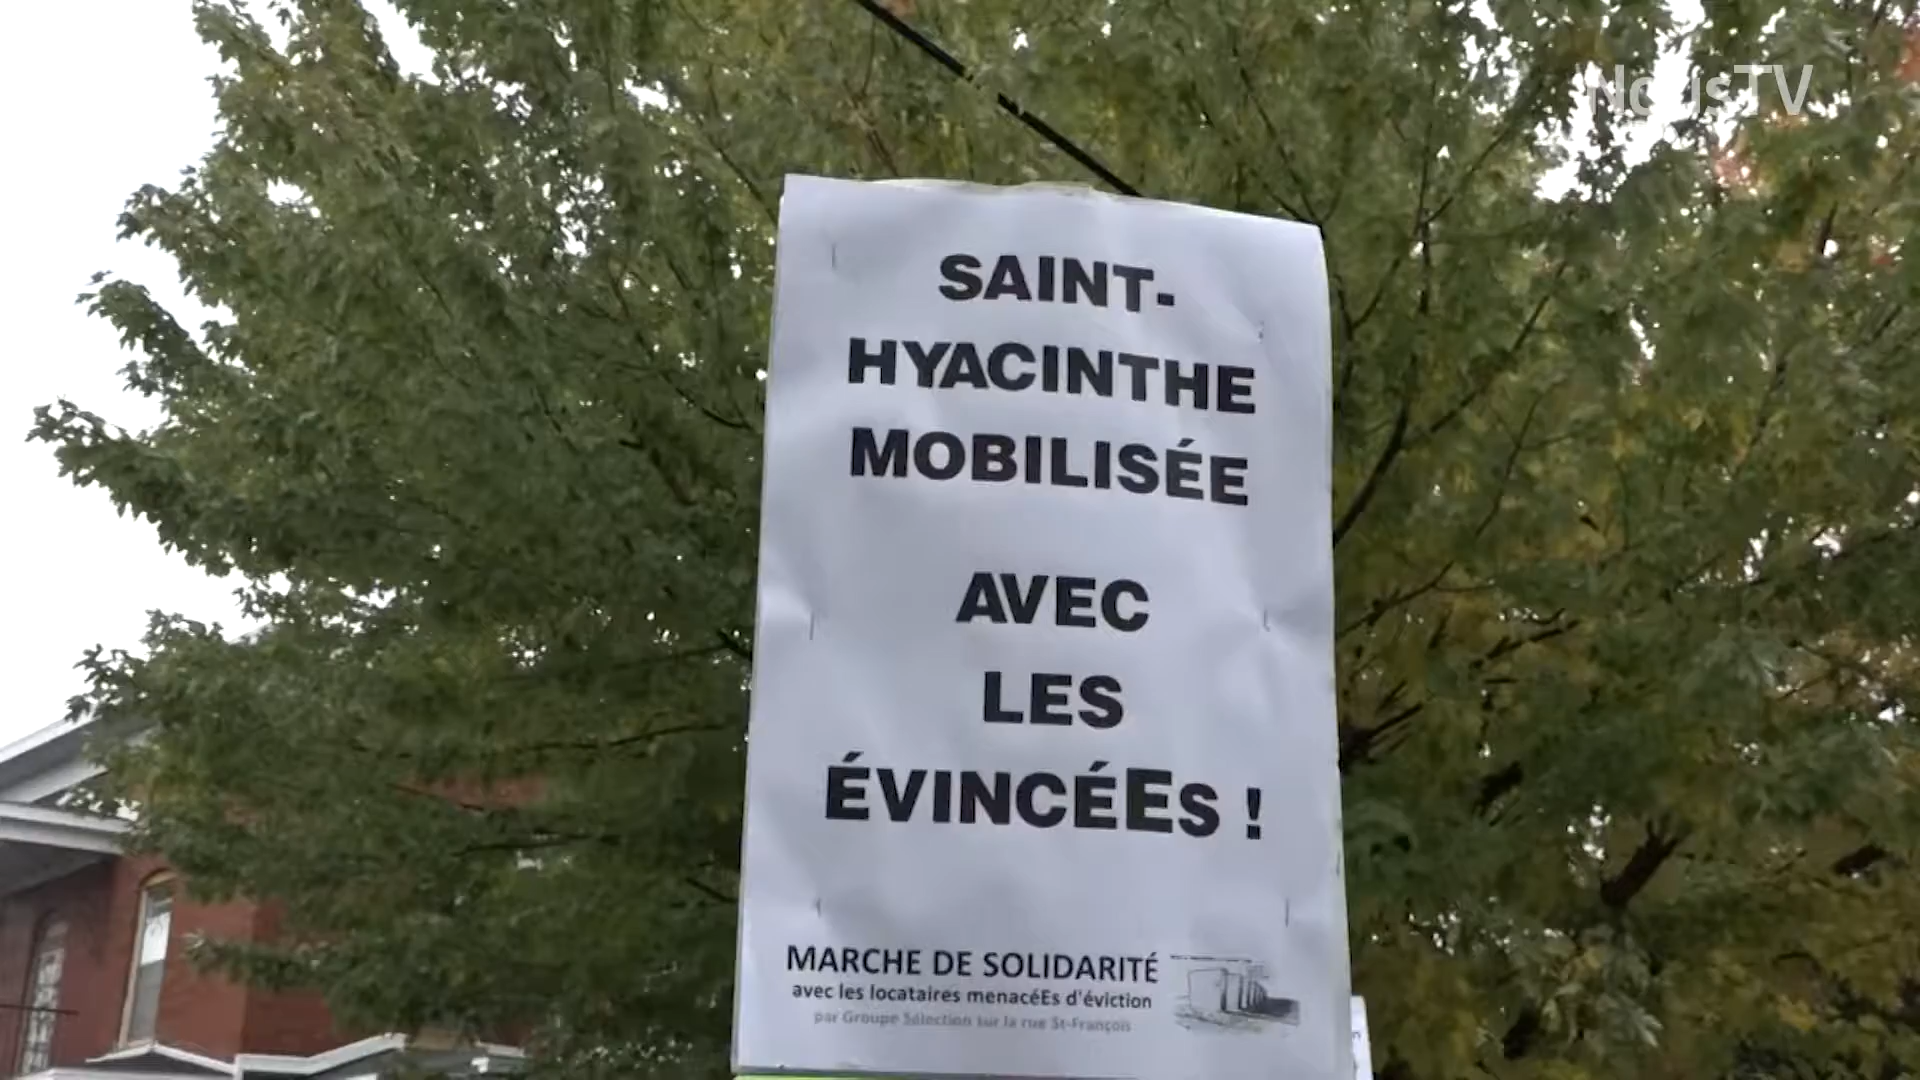 NousTV
SAINT-
HYACINTHE
MOBILISÉE
AVEC
LES
ÉVINCÉEs !
MARCHE DE SOLIDARITÉ
avec les locataires menacéEs d'éviction
par Groupe Sélection sur la rue St-François